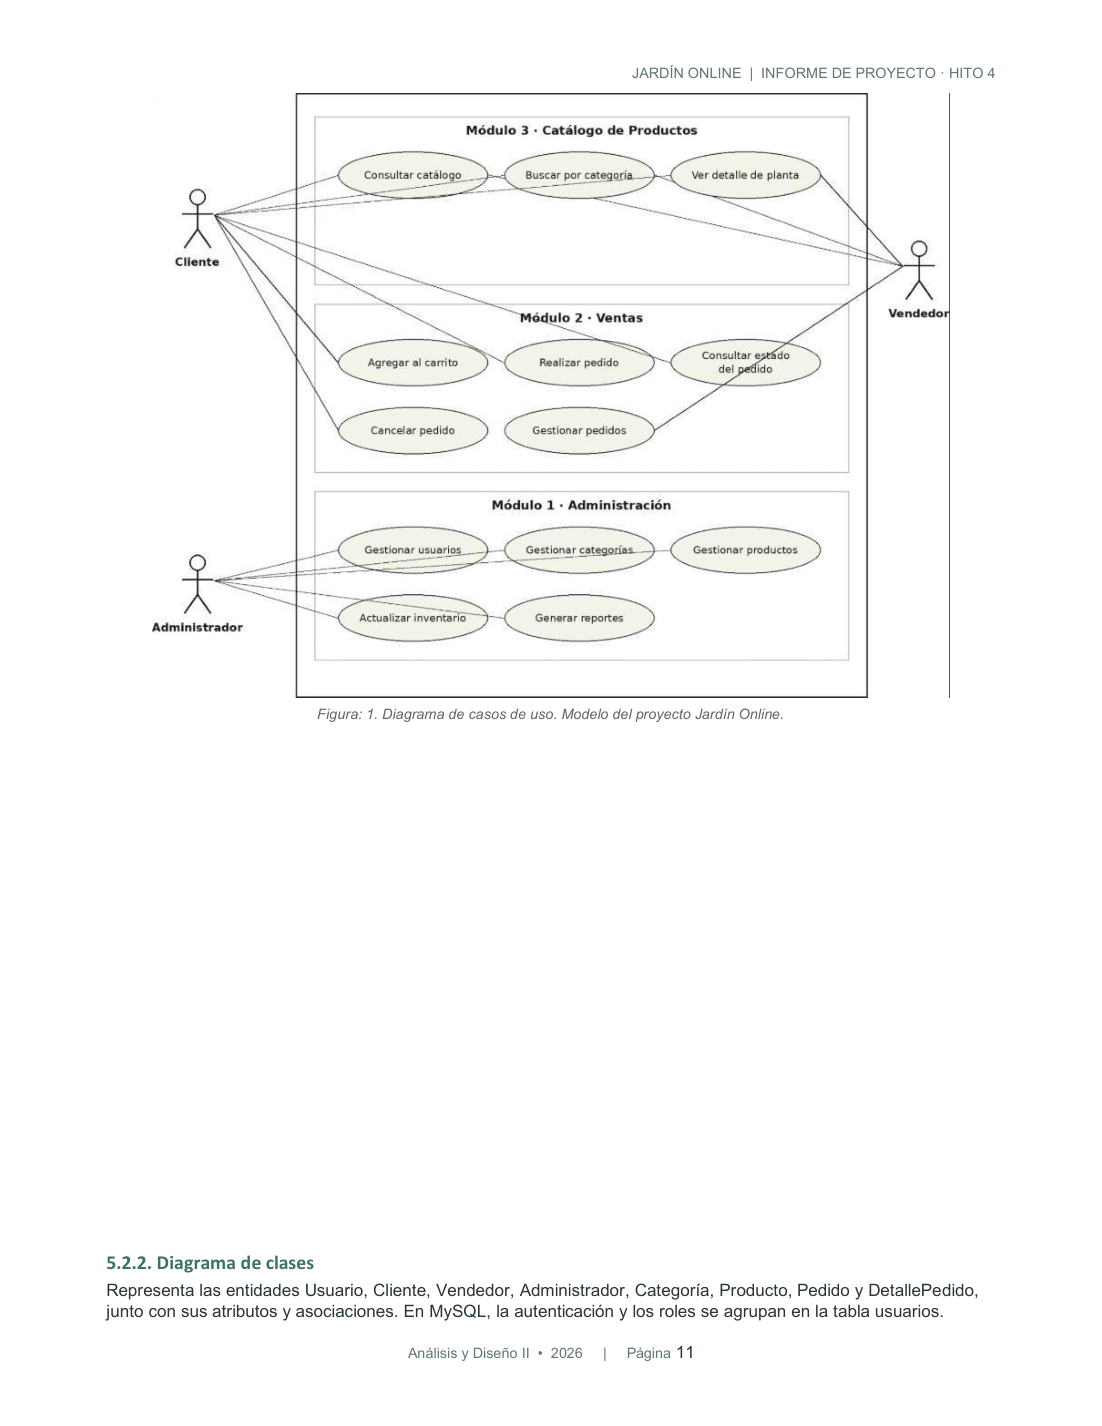 JARDÍN ONLINE | INFORME DE PROYECTO · HITO 4
Módulo 3 · Catálogo de Productos
Consultar catálogo
Buscar por categoría
Ver detalle de planta
Cliente
Vendedor
Módulo 2 · Ventas
Agregar al carrito
Realizar pedido
Consultar estado
del pedido
Cancelar pedido
Gestionar pedidos
Módulo 1 · Administración
Gestionar usuarios
Gestionar categorías
Gestionar productos
Actualizar inventario
Generar reportes
Administrador
Figura: 1. Diagrama de casos de uso. Modelo del proyecto Jardín Online.
5.2.2. Diagrama de clases
Representa las entidades Usuario, Cliente, Vendedor, Administrador, Categoría, Producto, Pedido y DetallePedido,
junto con sus atributos y asociaciones. En MySQL, la autenticación y los roles se agrupan en la tabla usuarios.
Análisis y Diseño II • 2026 | Página 11